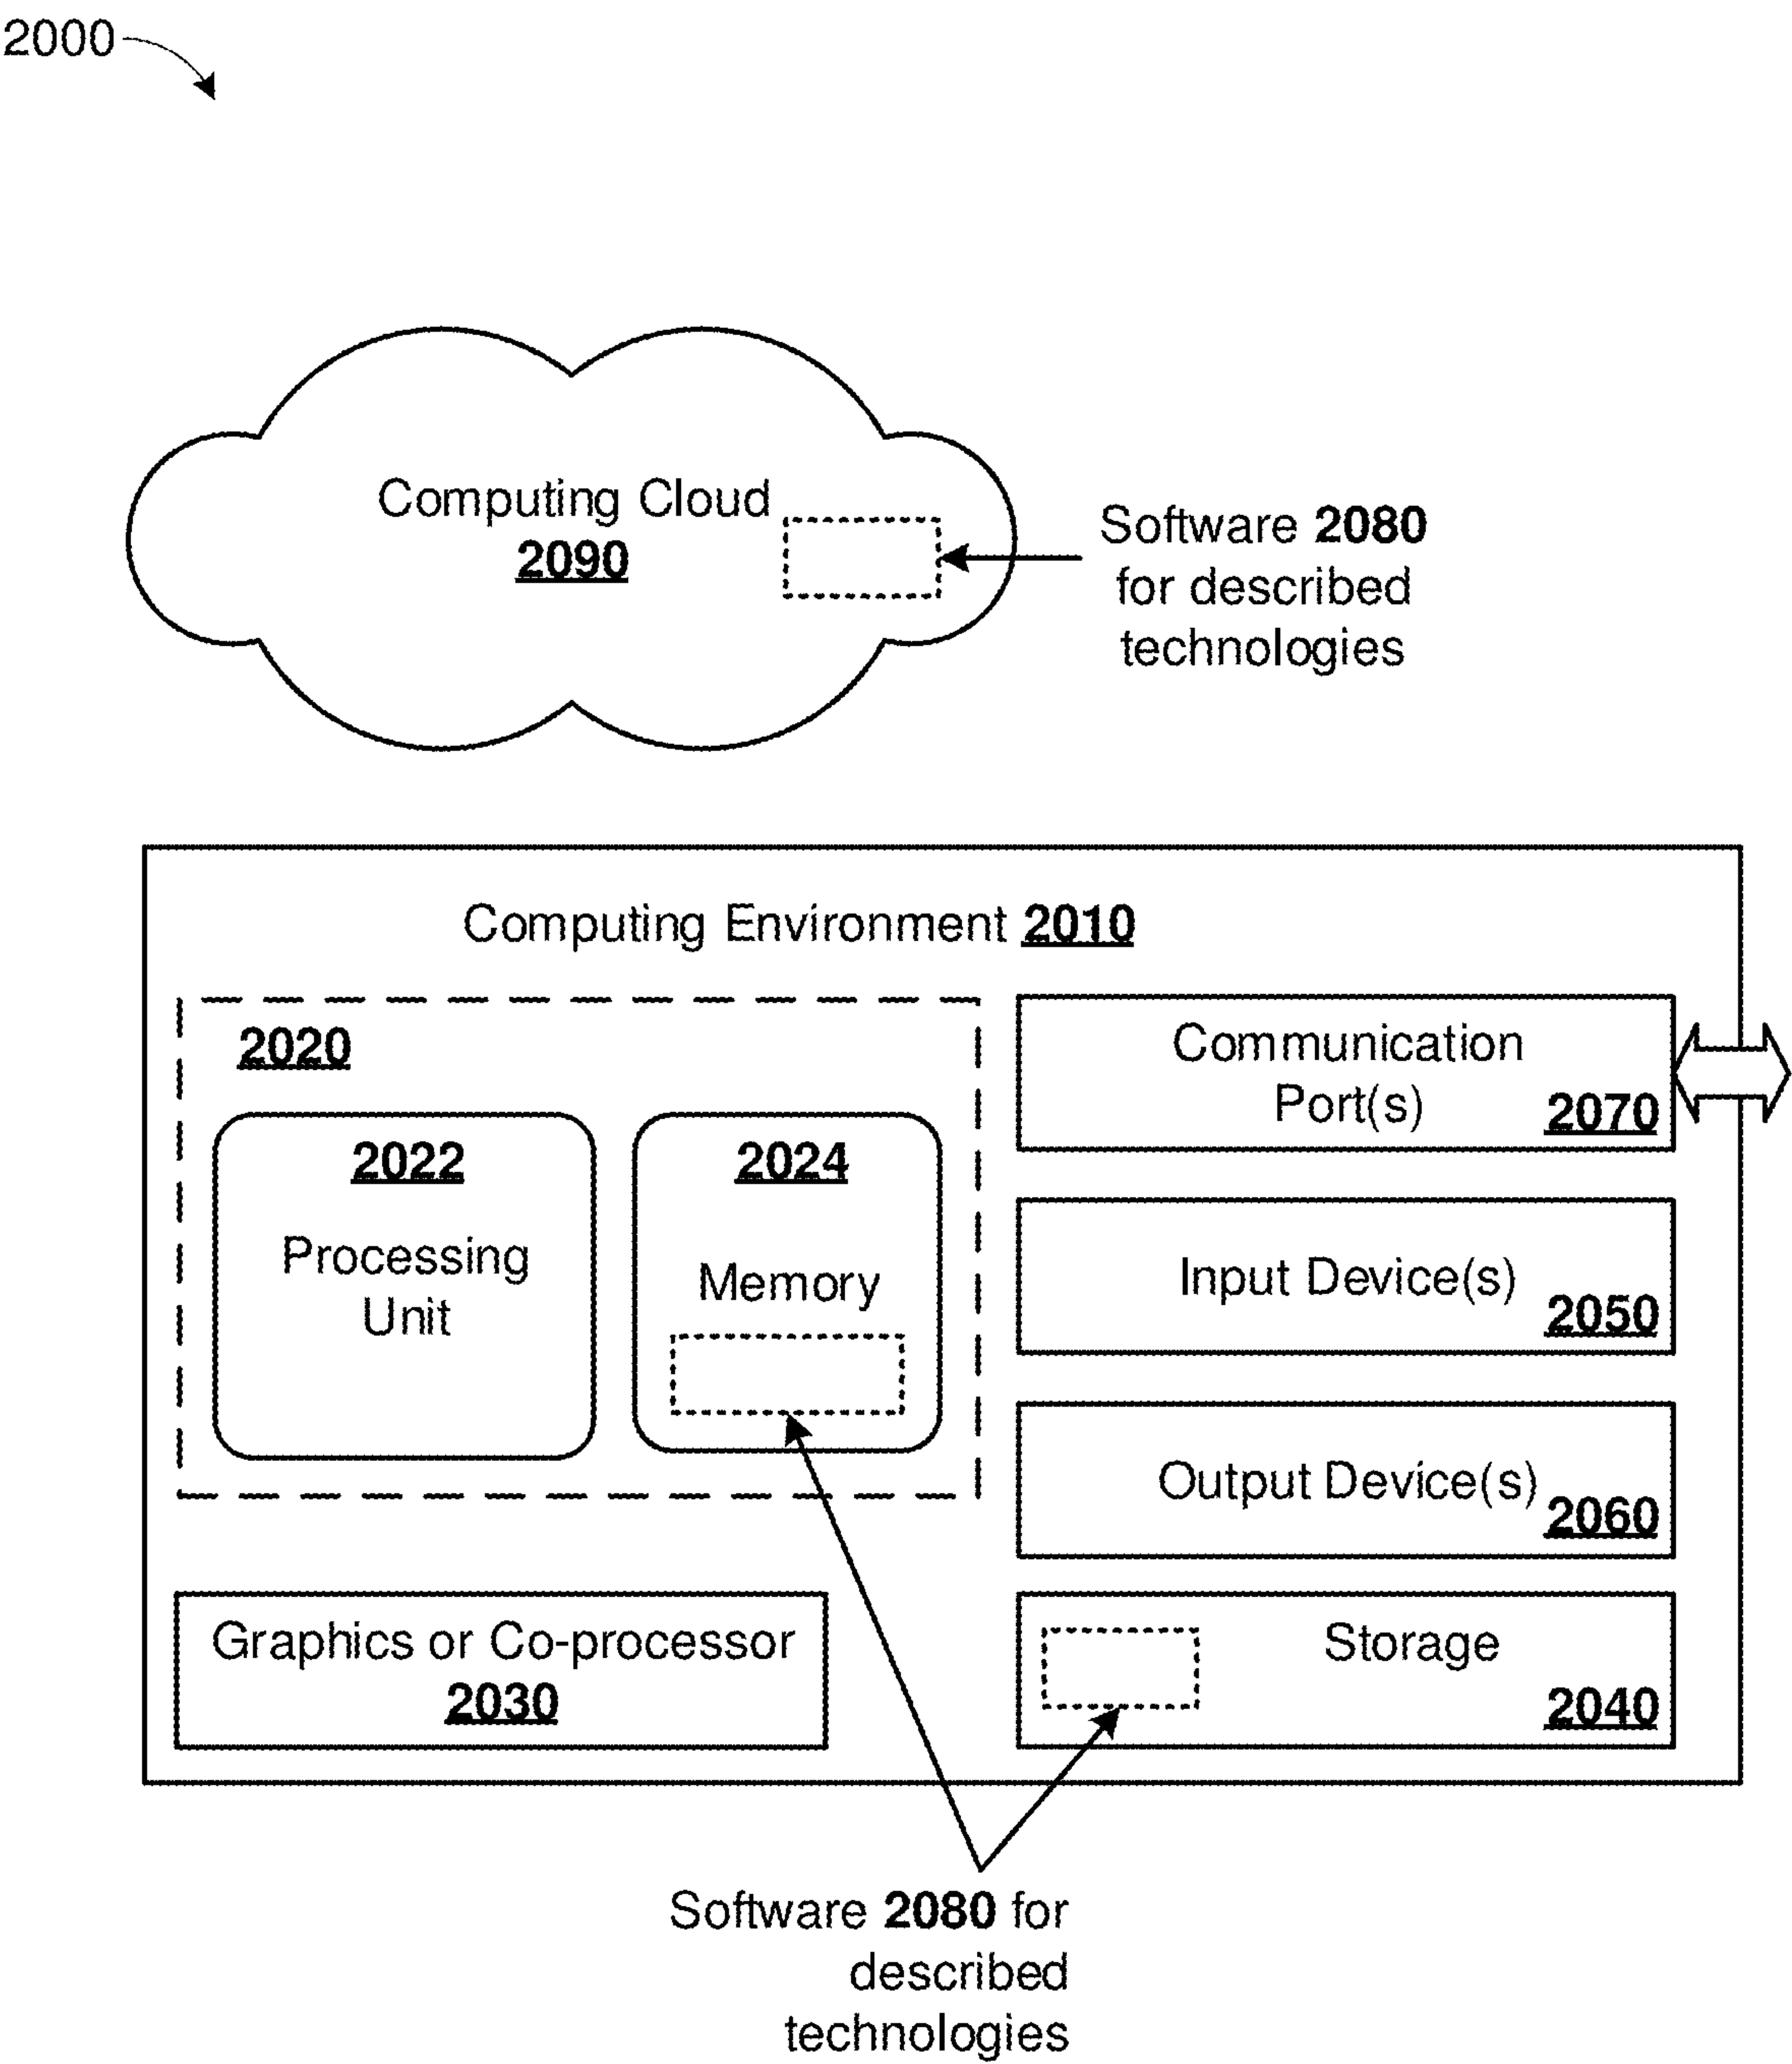 2000
Computing Cloud
2090
Software 2080
for described
technologies
Computing Environment 2010
2020
2022
Processing
Unit
2024
Memory
Communication
Port(s)
2070
Input Device(s)
2050
Output Device(s)
2060
Graphics or Co-processor
2030
Storage
2040
Software 2080 for
described
technologies